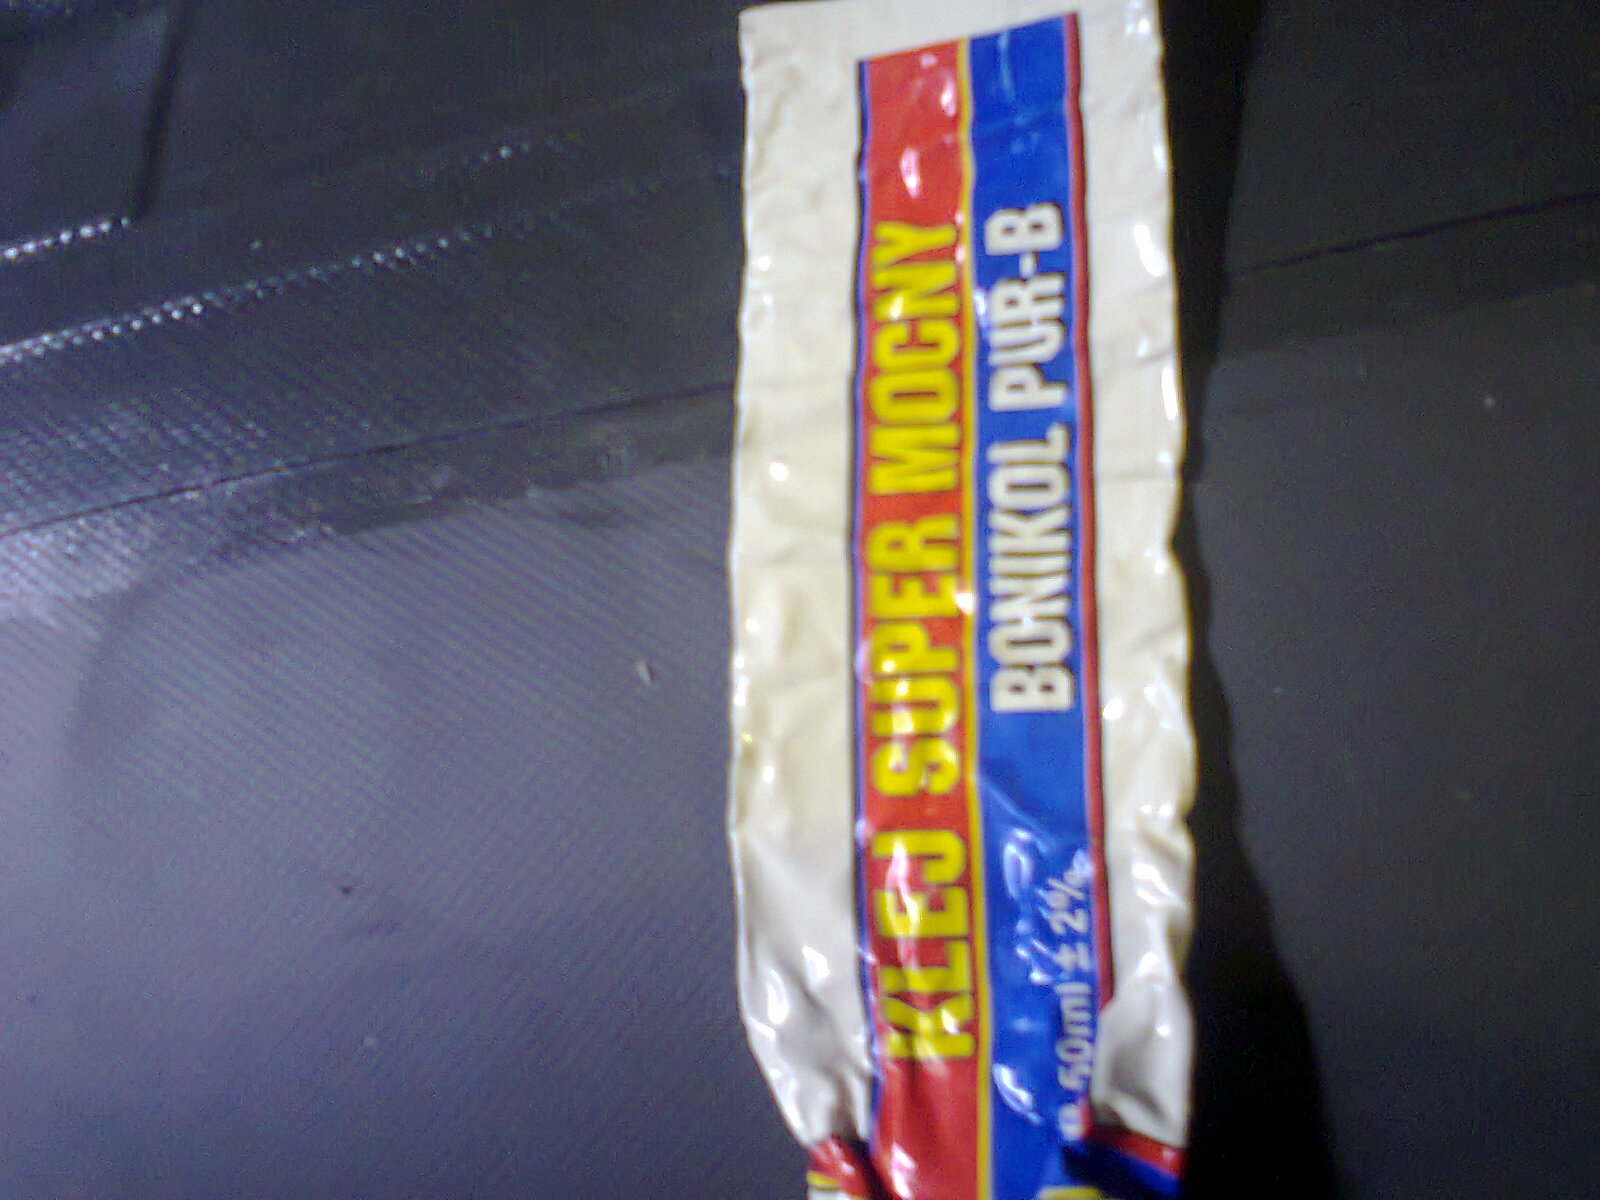 KLEJ SUPER MOCNY
BONIKOL PUR-B
e 50ml ± 2%